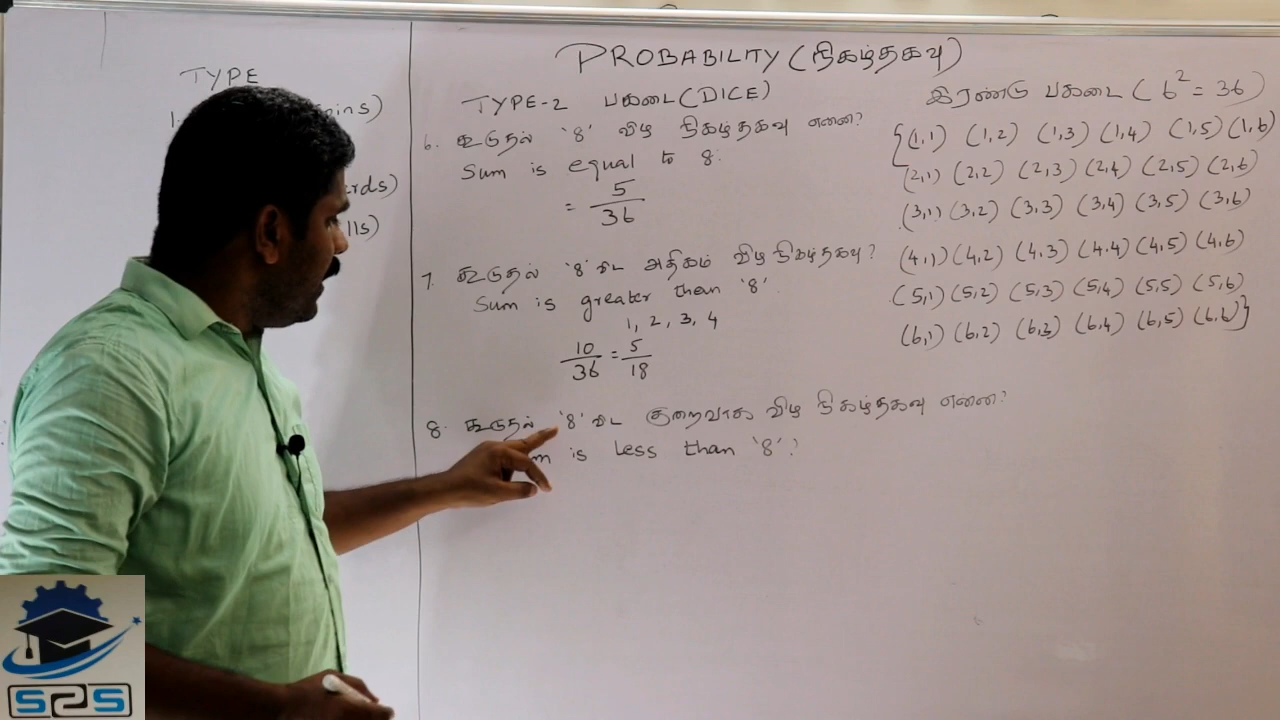 PROBABILITY (நிகழ்தகவு)
TYPE
1.
ins)
rds)
lls)
TYPE-2 பகடை (DICE)
6. கூடுதல் '8' விழ நிகழ்தகவு என்ன?
Sum is equal to 8.
= 5/36
7. கூடுதல் '8' விட அதிகம் விழ நிகழ்தகவு?
Sum is greater than '8'.
1, 2, 3, 4
10/36 = 5/18
8. கூடுதல் '8' விட குறைவாக விழ நிகழ்தகவு என்ன?
m is less than '8'?
இரண்டு பகடை (6² = 36)
{(1,1) (1,2) (1,3) (1,4) (1,5) (1,6)
(2,1) (2,2) (2,3) (2,4) (2,5) (2,6)
(3,1) (3,2) (3,3) (3,4) (3,5) (3,6)
(4,1) (4,2) (4,3) (4,4) (4,5) (4,6)
(5,1) (5,2) (5,3) (5,4) (5,5) (5,6)
(6,1) (6,2) (6,3) (6,4) (6,5) (6,6)}
S2S